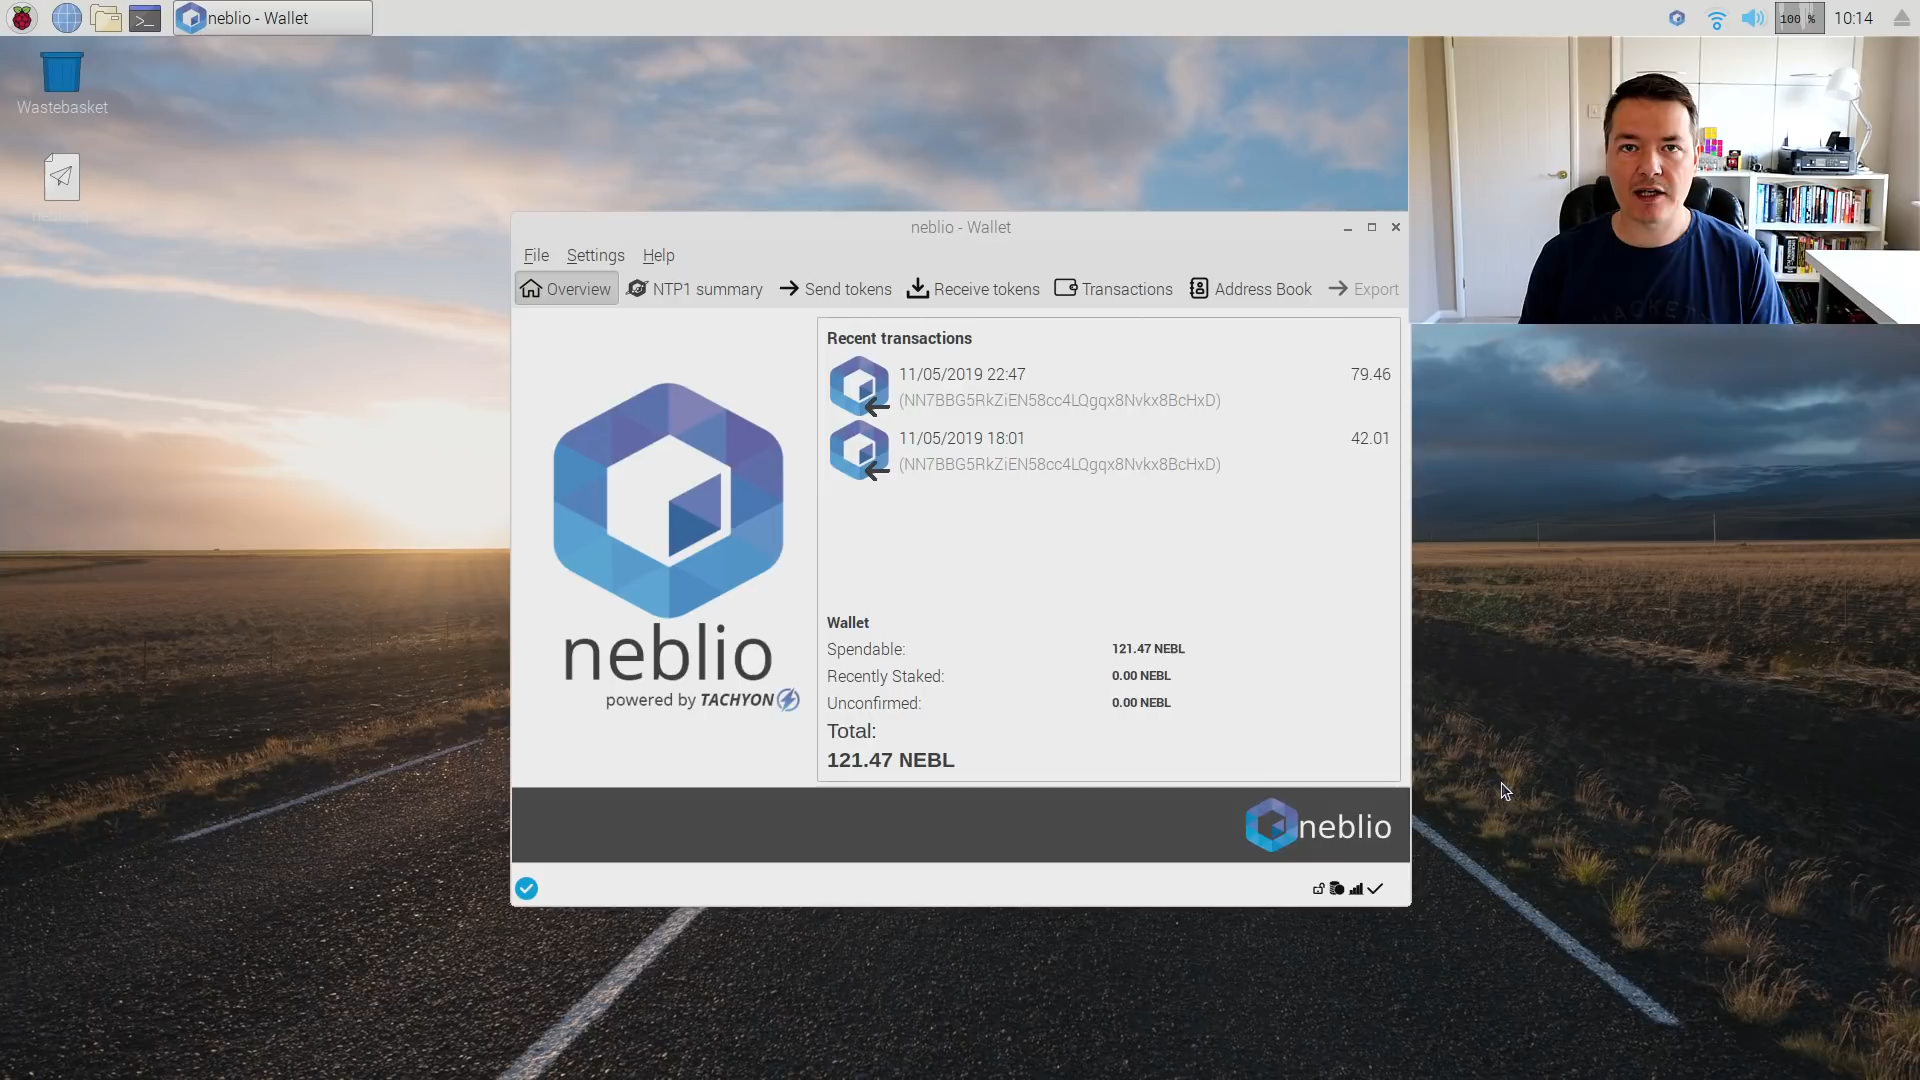 neblio - Wallet
100 %
10:14
Wastebasket
neblio - Wallet
File Settings Help
Overview NTP1 summary Send tokens Receive tokens Transactions Address Book Export
Recent transactions
11/05/2019 22:47 79.46
(NN7BBG5RkZiEN58cc4LQgqx8Nvkx8BcHxD)
11/05/2019 18:01 42.01
(NN7BBG5RkZiEN58cc4LQgqx8Nvkx8BcHxD)
neblio
powered by TACHYON
Wallet
Spendable: 121.47 NEBL
Recently Staked: 0.00 NEBL
Unconfirmed: 0.00 NEBL
Total:
121.47 NEBL
neblio